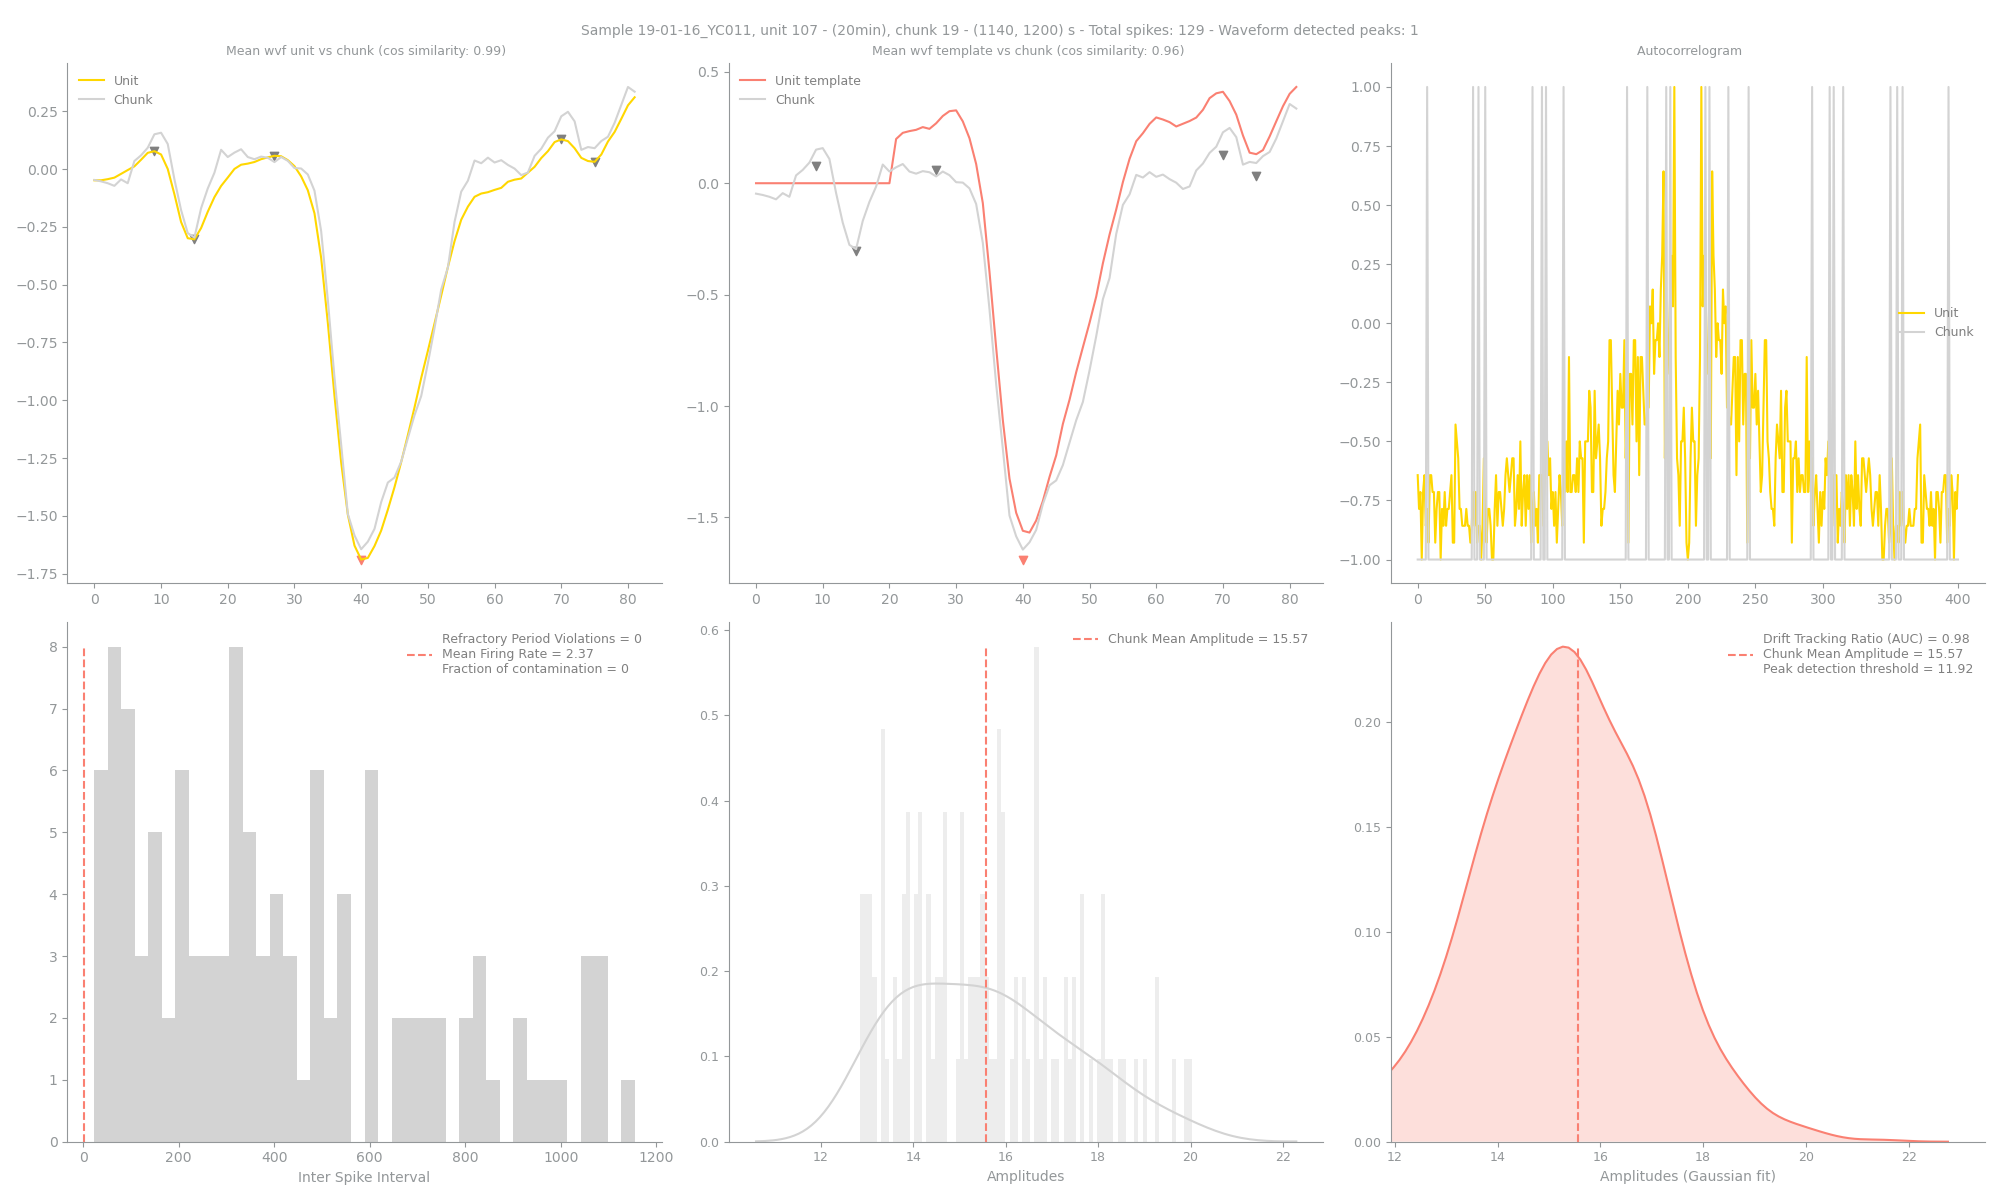 Sample 19-01-16_YC011, unit 107 - (20min), chunk 19 - (1140, 1200) s - Total spikes: 129 - Waveform detected peaks: 1
Mean wvf unit vs chunk (cos similarity: 0.99)
Unit
Chunk
0.25
0.00
−0.25
−0.50
−0.75
−1.00
−1.25
−1.50
−1.75
0 10 20 30 40 50 60 70 80
Mean wvf template vs chunk (cos similarity: 0.96)
Unit template
Chunk
0.5
0.0
−0.5
−1.0
−1.5
0 10 20 30 40 50 60 70 80
Autocorrelogram
Unit
Chunk
1.00
0.75
0.50
0.25
0.00
−0.25
−0.50
−0.75
−1.00
0 50 100 150 200 250 300 350 400
Refractory Period Violations = 0
Mean Firing Rate = 2.37
Fraction of contamination = 0
8
7
6
5
4
3
2
1
0
0 200 400 600 800 1000 1200
Inter Spike Interval
Chunk Mean Amplitude = 15.57
0.6
0.5
0.4
0.3
0.2
0.1
0.0
12 14 16 18 20 22
Amplitudes
Drift Tracking Ratio (AUC) = 0.98
Chunk Mean Amplitude = 15.57
Peak detection threshold = 11.92
0.20
0.15
0.10
0.05
0.00
12 14 16 18 20 22
Amplitudes (Gaussian fit)